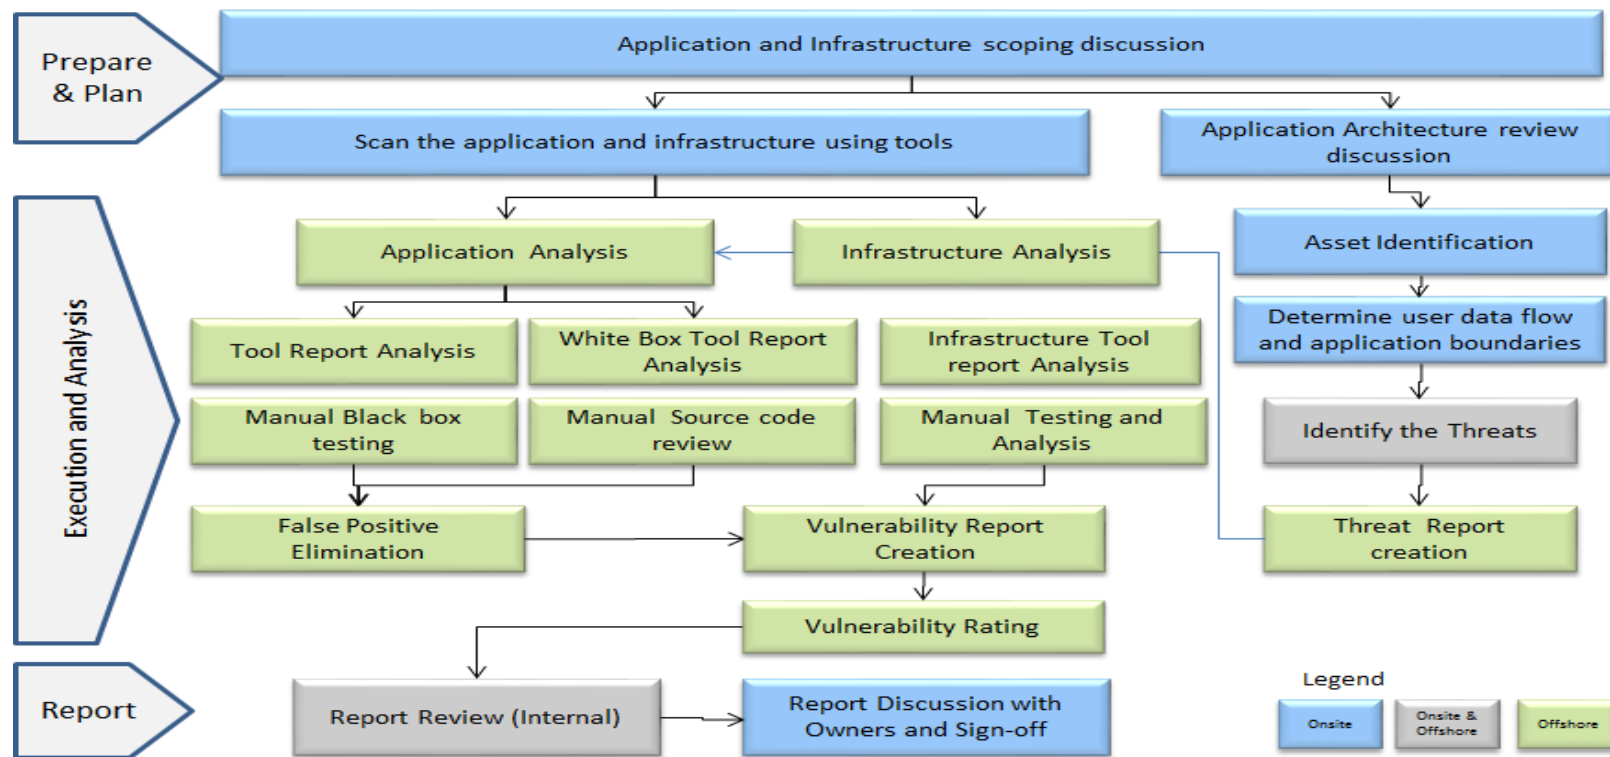 Prepare
& Plan
Application and Infrastructure scoping discussion
Scan the application and infrastructure using tools
Application Architecture review
discussion
Execution and Analysis
Application Analysis
Infrastructure Analysis
Asset Identification
Tool Report Analysis
White Box Tool Report
Analysis
Infrastructure Tool
report Analysis
Determine user data flow
and application boundaries
Manual Black box
testing
Manual Source code
review
Manual Testing and
Analysis
Identify the Threats
False Positive
Elimination
Vulnerability Report
Creation
Threat Report
creation
Vulnerability Rating
Report
Report Review (Internal)
Report Discussion with
Owners and Sign-off
Legend
Onsite
Onsite &
Offshore
Offshore